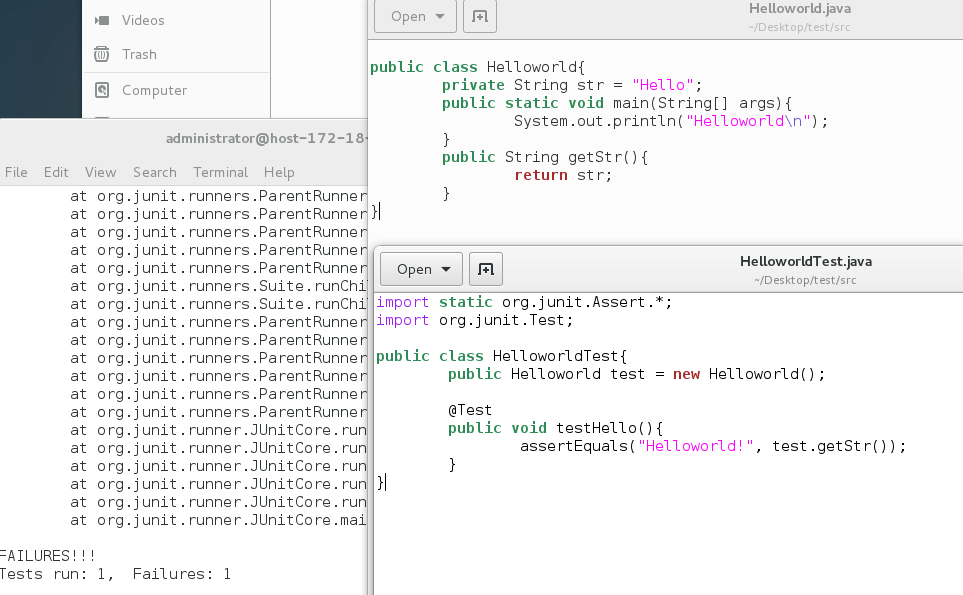 Videos
Trash
Computer
administrator@host-172-18-
File Edit View Search Terminal Help
at org.junit.runners.ParentRunner
at org.junit.runners.ParentRunner
at org.junit.runners.ParentRunner
at org.junit.runners.ParentRunner
at org.junit.runners.ParentRunner
at org.junit.runners.Suite.runChi
at org.junit.runners.Suite.runChi
at org.junit.runners.ParentRunner
at org.junit.runners.ParentRunner
at org.junit.runners.ParentRunner
at org.junit.runners.ParentRunner
at org.junit.runners.ParentRunner
at org.junit.runners.ParentRunner
at org.junit.runner.JUnitCore.run
at org.junit.runner.JUnitCore.run
at org.junit.runner.JUnitCore.run
at org.junit.runner.JUnitCore.run
at org.junit.runner.JUnitCore.run
at org.junit.runner.JUnitCore.mai
FAILURES!!!
Tests run: 1,  Failures: 1
Open
Helloworld.java
~/Desktop/test/src
public class Helloworld{
        private String str = "Hello";
        public static void main(String[] args){
                System.out.println("Helloworld\n");
        }
        public String getStr(){
                return str;
        }
}
Open
HelloworldTest.java
~/Desktop/test/src
import static org.junit.Assert.*;
import org.junit.Test;
public class HelloworldTest{
        public Helloworld test = new Helloworld();
        @Test
        public void testHello(){
                assertEquals("Helloworld!", test.getStr());
        }
}